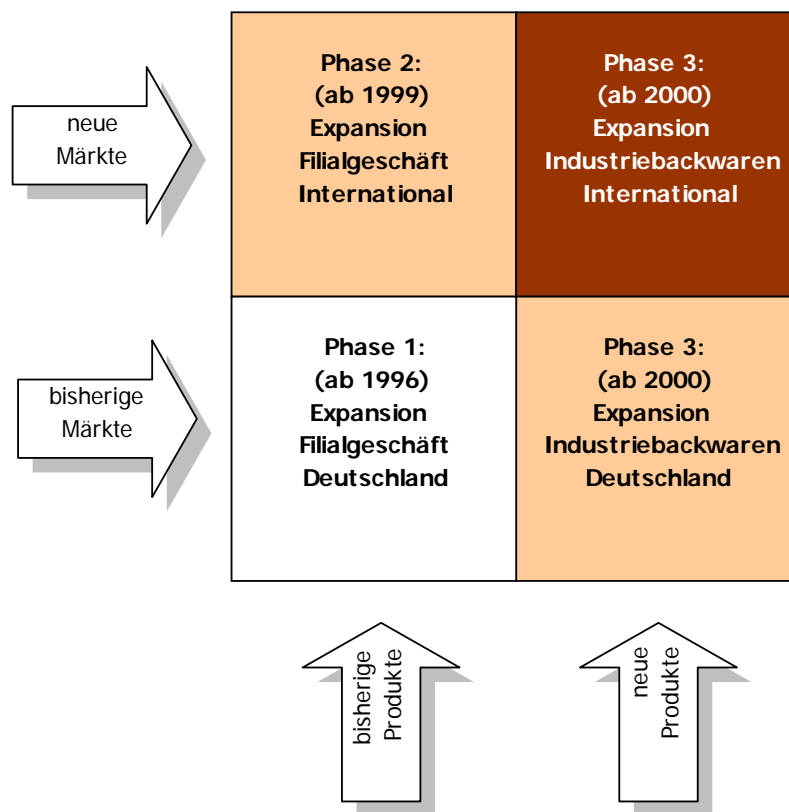 neue
Märkte
Phase 2:
(ab 1999)
Expansion
Filialgeschäft
International
Phase 3:
(ab 2000)
Expansion
Industriebackwaren
International
bisherige
Märkte
Phase 1:
(ab 1996)
Expansion
Filialgeschäft
Deutschland
Phase 3:
(ab 2000)
Expansion
Industriebackwaren
Deutschland
bisherige
Produkte
neue
Produkte